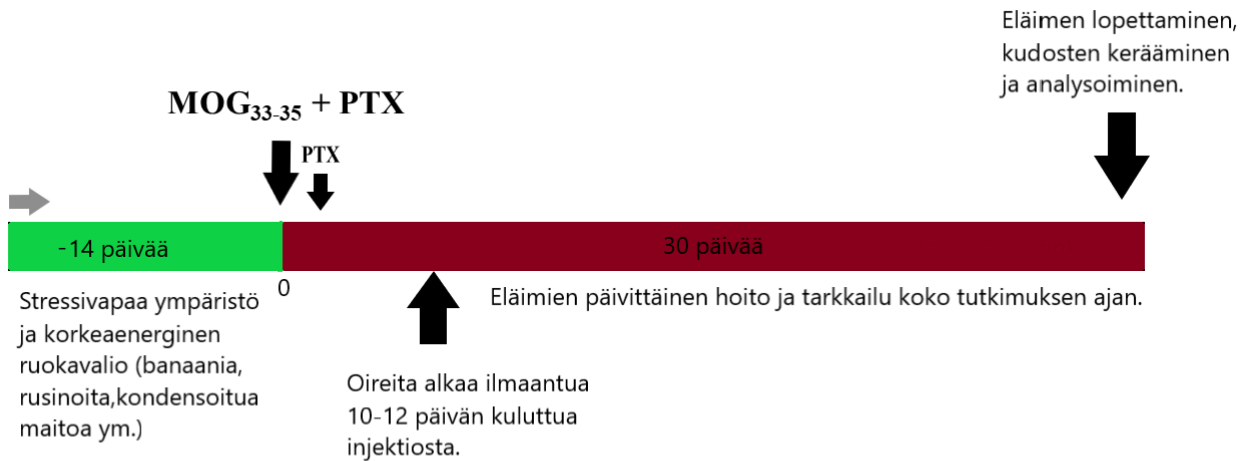 Eläimen lopettaminen,
kudosten kerääminen
ja analysoiminen.
MOG33-35 + PTX
PTX
-14 päivää
30 päivää
0
Stressivapaa ympäristö
ja korkeaenerginen
ruokavalio (banaania,
rusinoita,kondensoitua
maitoa ym.)
Eläimien päivittäinen hoito ja tarkkailu koko tutkimuksen ajan.
Oireita alkaa ilmaantua
10-12 päivän kuluttua
injektiosta.